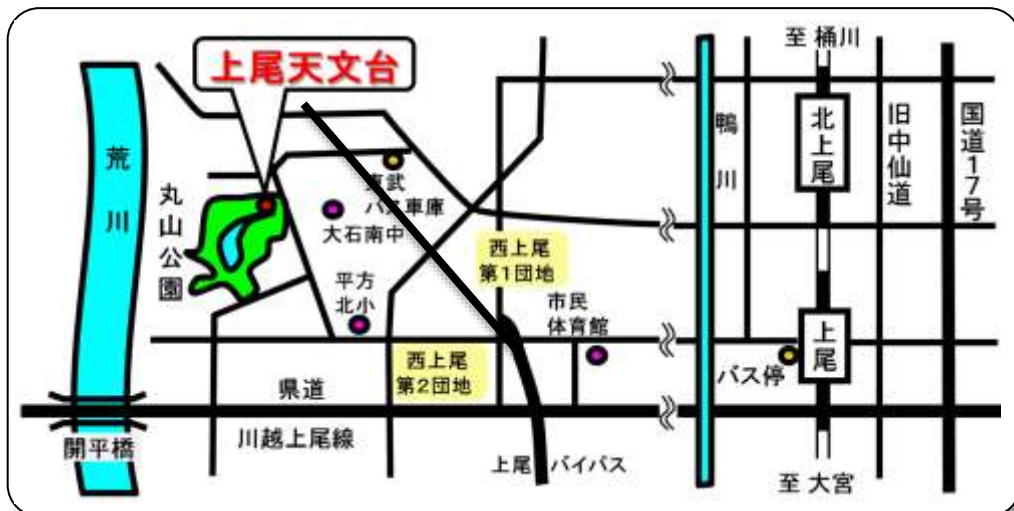 至 桶川
上尾天文台
荒川
丸山公園
東武
バス車庫
大石南中
平方
北小
西上尾
第1団地
市民
体育館
西上尾
第2団地
鴨川
北上尾
旧中仙道
国道17号
上尾
バス停
県道
川越上尾線
開平橋
上尾バイパス
至 大宮